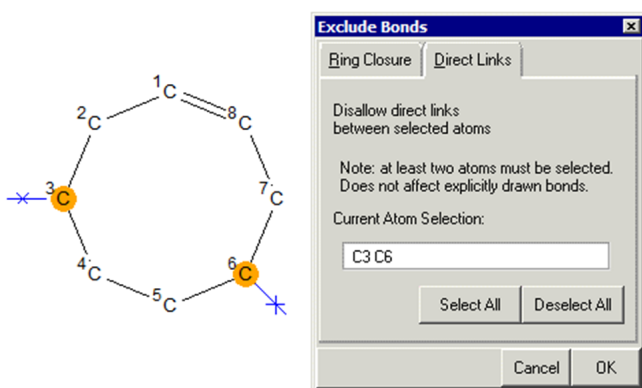 1 C
2 C
8 C
3 C
7 C
4 C
6 C
5 C
Exclude Bonds
Ring Closure
Direct Links
Disallow direct links
between selected atoms
Note: at least two atoms must be selected.
Does not affect explicitly drawn bonds.
Current Atom Selection:
C3 C6
Select All
Deselect All
Cancel
OK